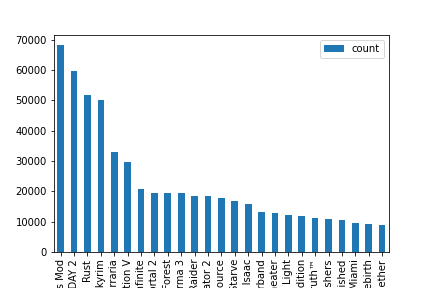 count
70000
60000
50000
40000
30000
20000
10000
0
s Mod
DAY 2
Rust
kyrim
rraria
tion V
finite
rtal 2
Forest
rma 3
Raider
ator 2
ource
starve
Isaac
rband
eater
Light
dition
uth™
shers
ished
Miami
ebirth
ether